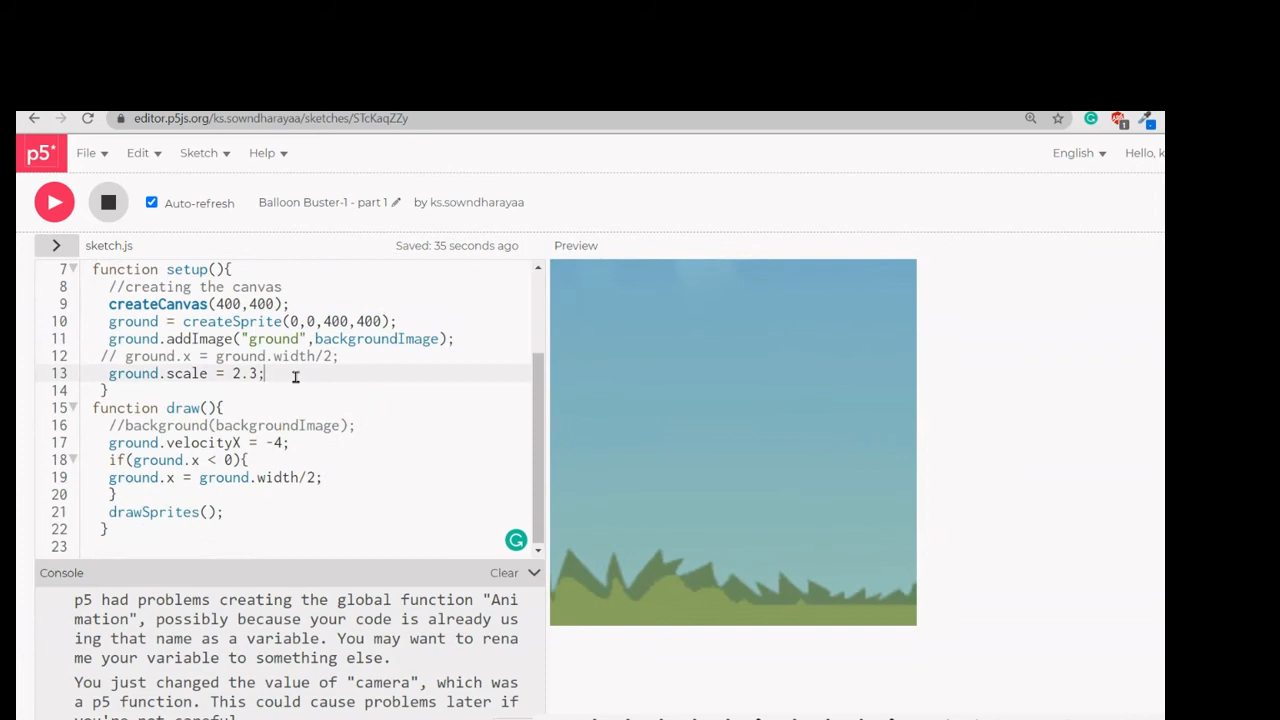 editor.p5js.org/ks.sowndharayaa/sketches/STcKaqZZy
1
p5* File Edit Sketch Help English Hello, k
Auto-refresh Balloon Buster-1 - part 1 by ks.sowndharayaa
sketch.js Saved: 35 seconds ago Preview
7 function setup(){
8 //creating the canvas
9 createCanvas(400,400);
10 ground = createSprite(0,0,400,400);
11 ground.addImage("ground",backgroundImage);
12 // ground.x = ground.width/2;
13 ground.scale = 2.3;
14 }
15 function draw(){
16 //background(backgroundImage);
17 ground.velocityX = -4;
18 if(ground.x < 0){
19 ground.x = ground.width/2;
20 }
21 drawSprites();
22 }
23
Console Clear
p5 had problems creating the global function "Ani
mation", possibly because your code is already us
ing that name as a variable. You may want to rena
me your variable to something else.
You just changed the value of "camera", which was
a p5 function. This could cause problems later if
you're not careful.